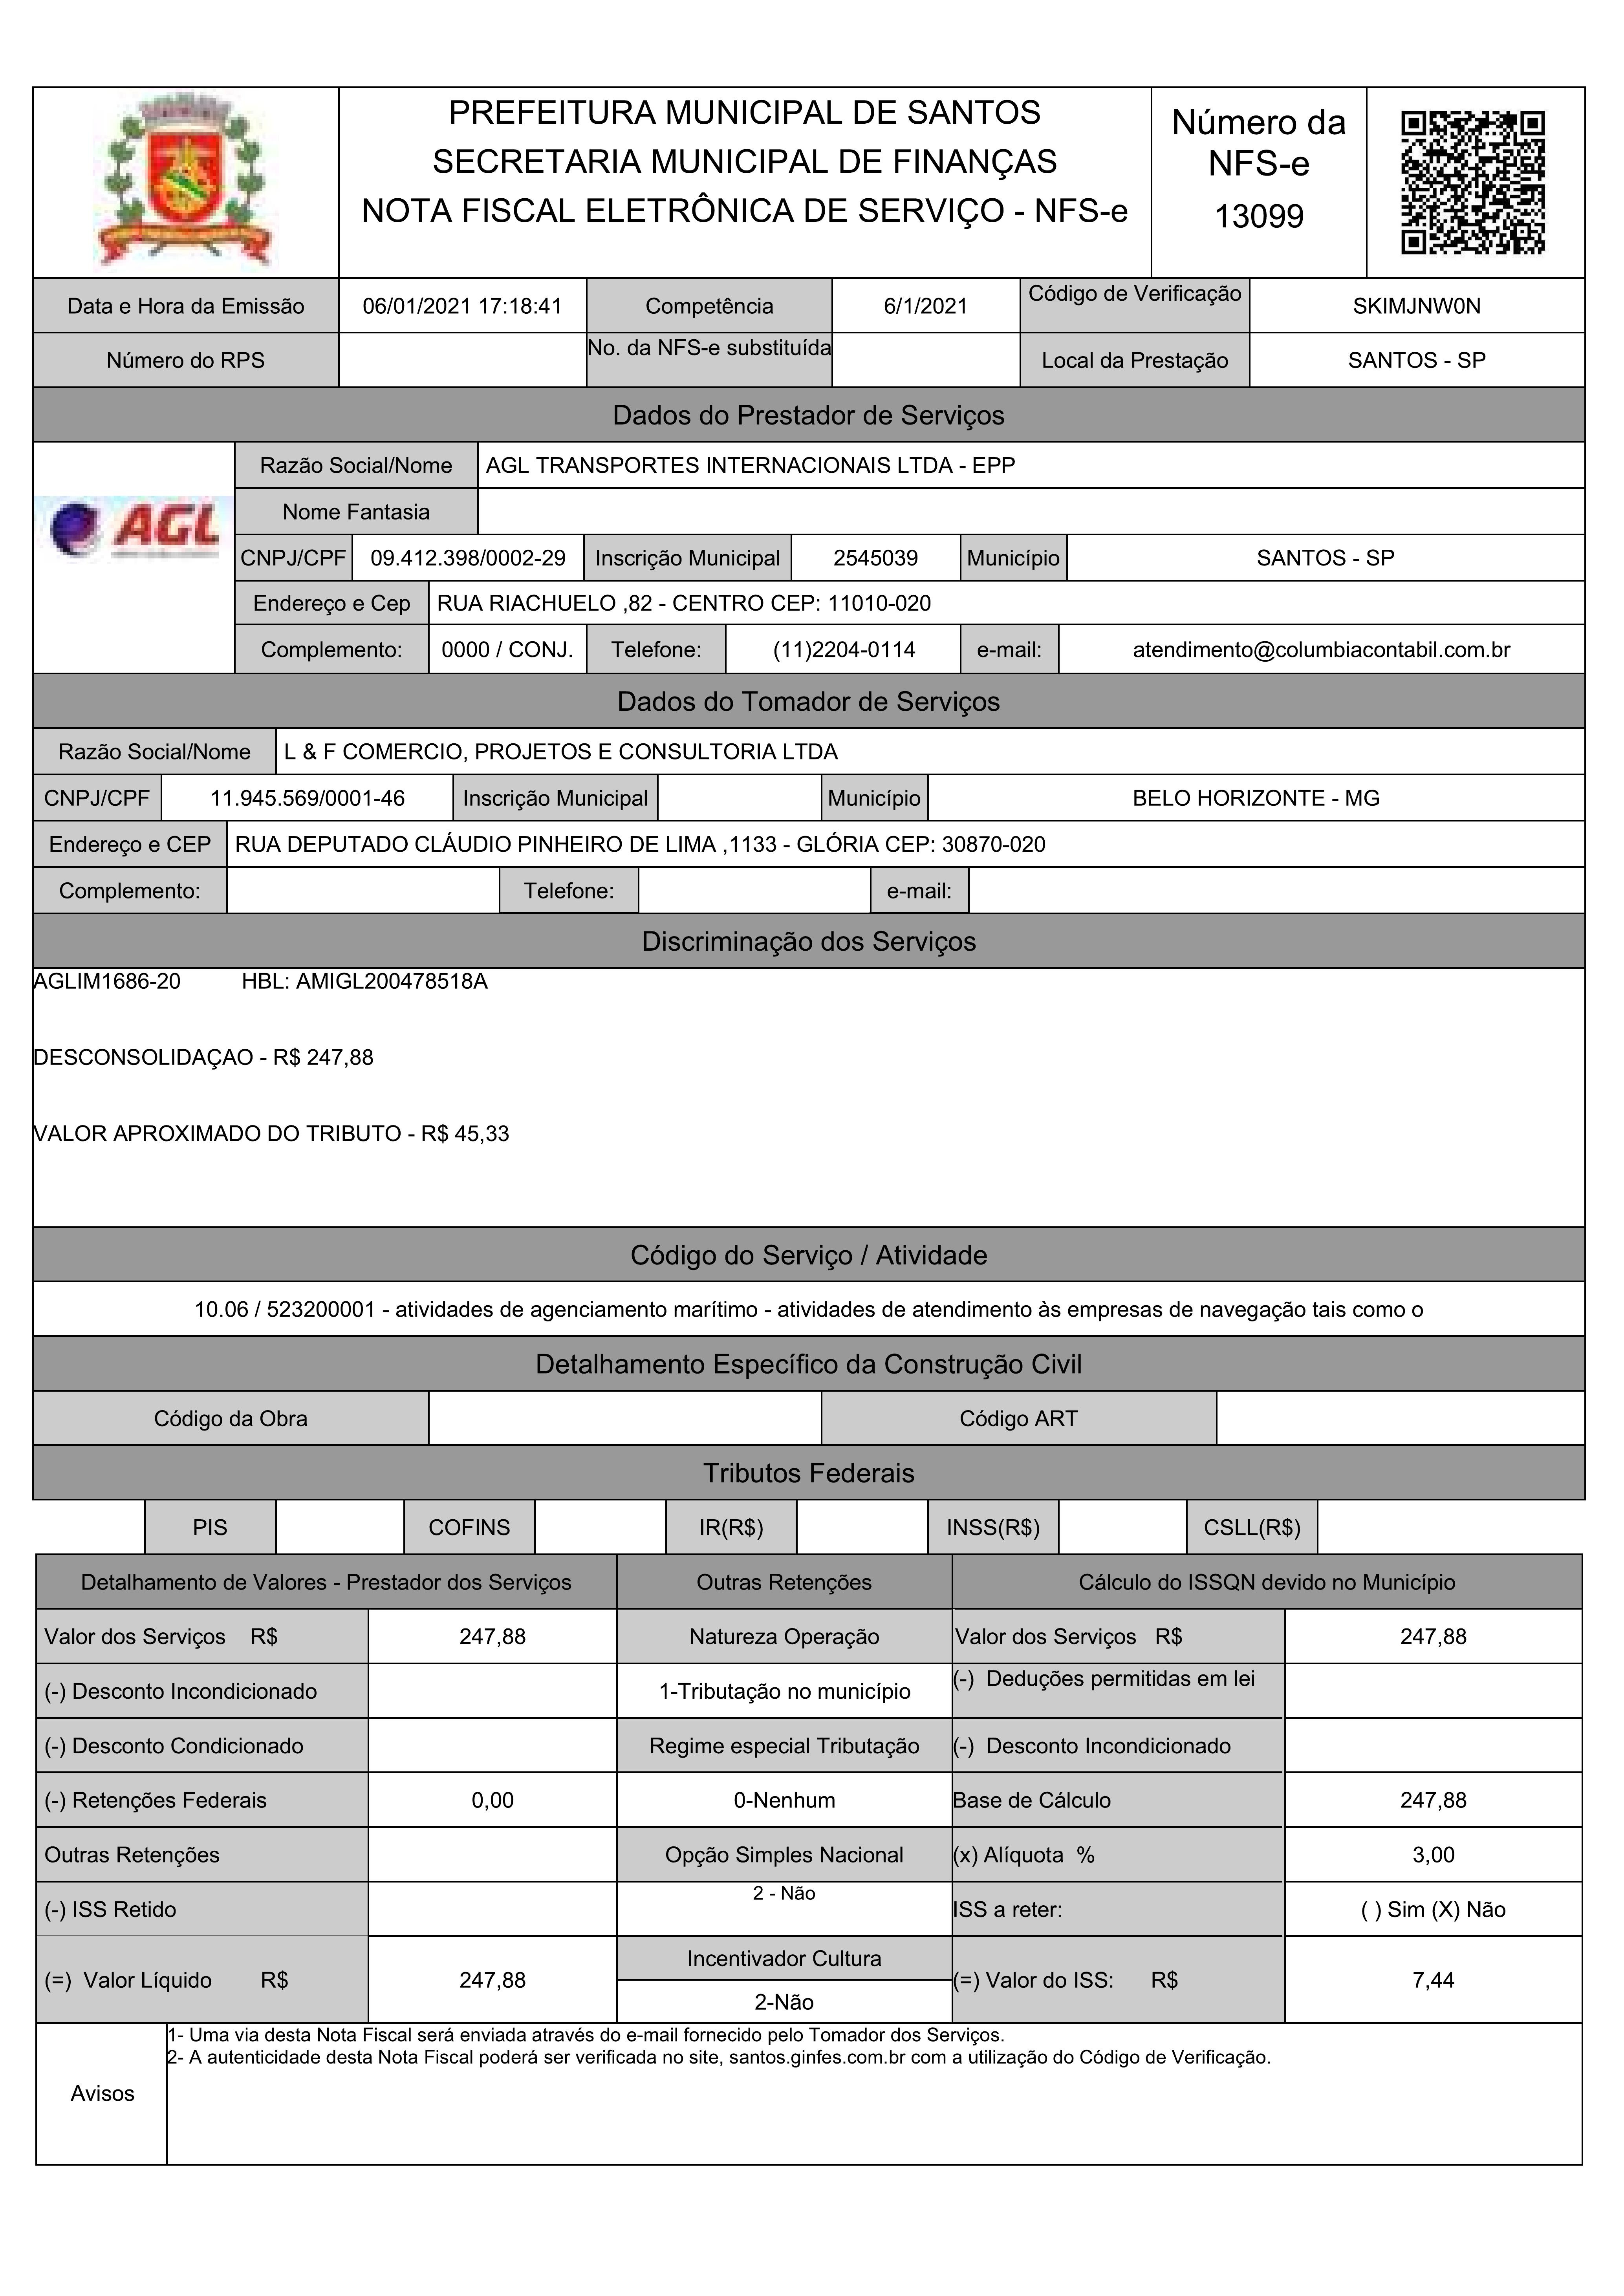 PREFEITURA MUNICIPAL DE SANTOS
SECRETARIA MUNICIPAL DE FINANÇAS
NOTA FISCAL ELETRÔNICA DE SERVIÇO - NFS-e
Número da
NFS-e
13099
Data e Hora da Emissão 06/01/2021 17:18:41 Competência 6/1/2021 Código de Verificação SKIMJNW0N
Número do RPS No. da NFS-e substituída Local da Prestação SANTOS - SP
Dados do Prestador de Serviços
AGL
Razão Social/Nome AGL TRANSPORTES INTERNACIONAIS LTDA - EPP
Nome Fantasia
CNPJ/CPF 09.412.398/0002-29 Inscrição Municipal 2545039 Município SANTOS - SP
Endereço e Cep RUA RIACHUELO ,82 - CENTRO CEP: 11010-020
Complemento: 0000 / CONJ. Telefone: (11)2204-0114 e-mail: atendimento@columbiacontabil.com.br
Dados do Tomador de Serviços
Razão Social/Nome L & F COMERCIO, PROJETOS E CONSULTORIA LTDA
CNPJ/CPF 11.945.569/0001-46 Inscrição Municipal Município BELO HORIZONTE - MG
Endereço e CEP RUA DEPUTADO CLÁUDIO PINHEIRO DE LIMA ,1133 - GLÓRIA CEP: 30870-020
Complemento: Telefone: e-mail:
Discriminação dos Serviços
AGLIM1686-20 HBL: AMIGL200478518A
DESCONSOLIDAÇAO - R$ 247,88
VALOR APROXIMADO DO TRIBUTO - R$ 45,33
Código do Serviço / Atividade
10.06 / 523200001 - atividades de agenciamento marítimo - atividades de atendimento às empresas de navegação tais como o
Detalhamento Específico da Construção Civil
Código da Obra Código ART
Tributos Federais
PIS COFINS IR(R$) INSS(R$) CSLL(R$)
Detalhamento de Valores - Prestador dos Serviços Outras Retenções Cálculo do ISSQN devido no Município
Valor dos Serviços R$ 247,88 Natureza Operação Valor dos Serviços R$ 247,88
(-) Desconto Incondicionado 1-Tributação no município (-) Deduções permitidas em lei
(-) Desconto Condicionado Regime especial Tributação (-) Desconto Incondicionado
(-) Retenções Federais 0,00 0-Nenhum Base de Cálculo 247,88
Outras Retenções Opção Simples Nacional (x) Alíquota % 3,00
(-) ISS Retido 2 - Não ISS a reter: ( ) Sim (X) Não
(=) Valor Líquido R$ 247,88 Incentivador Cultura (=) Valor do ISS: R$ 7,44
2-Não
Avisos
1- Uma via desta Nota Fiscal será enviada através do e-mail fornecido pelo Tomador dos Serviços.
2- A autenticidade desta Nota Fiscal poderá ser verificada no site, santos.ginfes.com.br com a utilização do Código de Verificação.